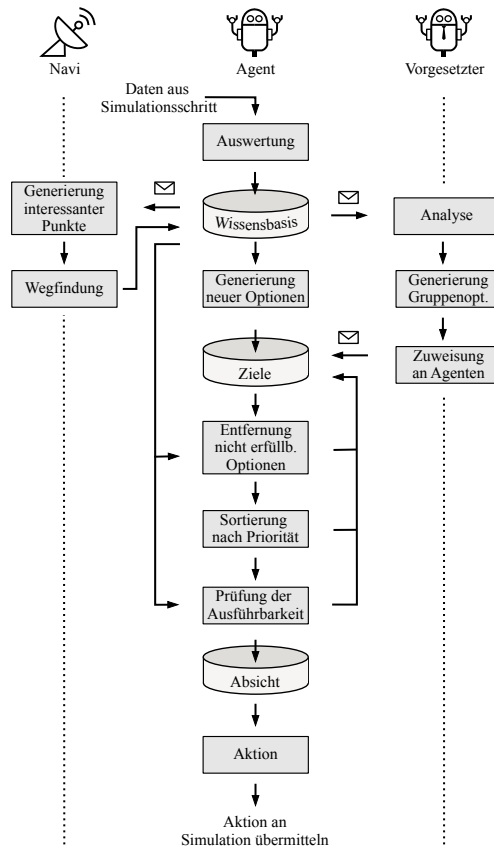 Navi
Agent
Vorgesetzter
Daten aus
Simulationsschritt
Auswertung
Generierung
interessanter
Punkte
Wissensbasis
Analyse
Wegfindung
Generierung
neuer Optionen
Generierung
Gruppenopt.
Ziele
Zuweisung
an Agenten
Entfernung
nicht erfüllb.
Optionen
Sortierung
nach Priorität
Prüfung der
Ausführbarkeit
Absicht
Aktion
Aktion an
Simulation übermitteln